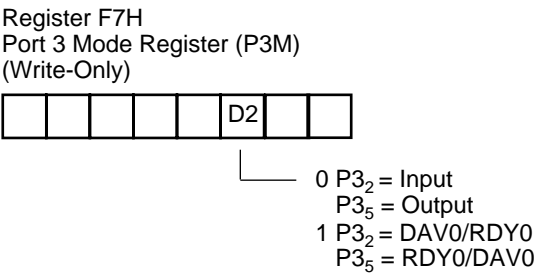 Register F7H
Port 3 Mode Register (P3M)
(Write-Only)
D2
0 P3₂ = Input
P3₅ = Output
1 P3₂ = DAV0/RDY0
P3₅ = RDY0/DAV0